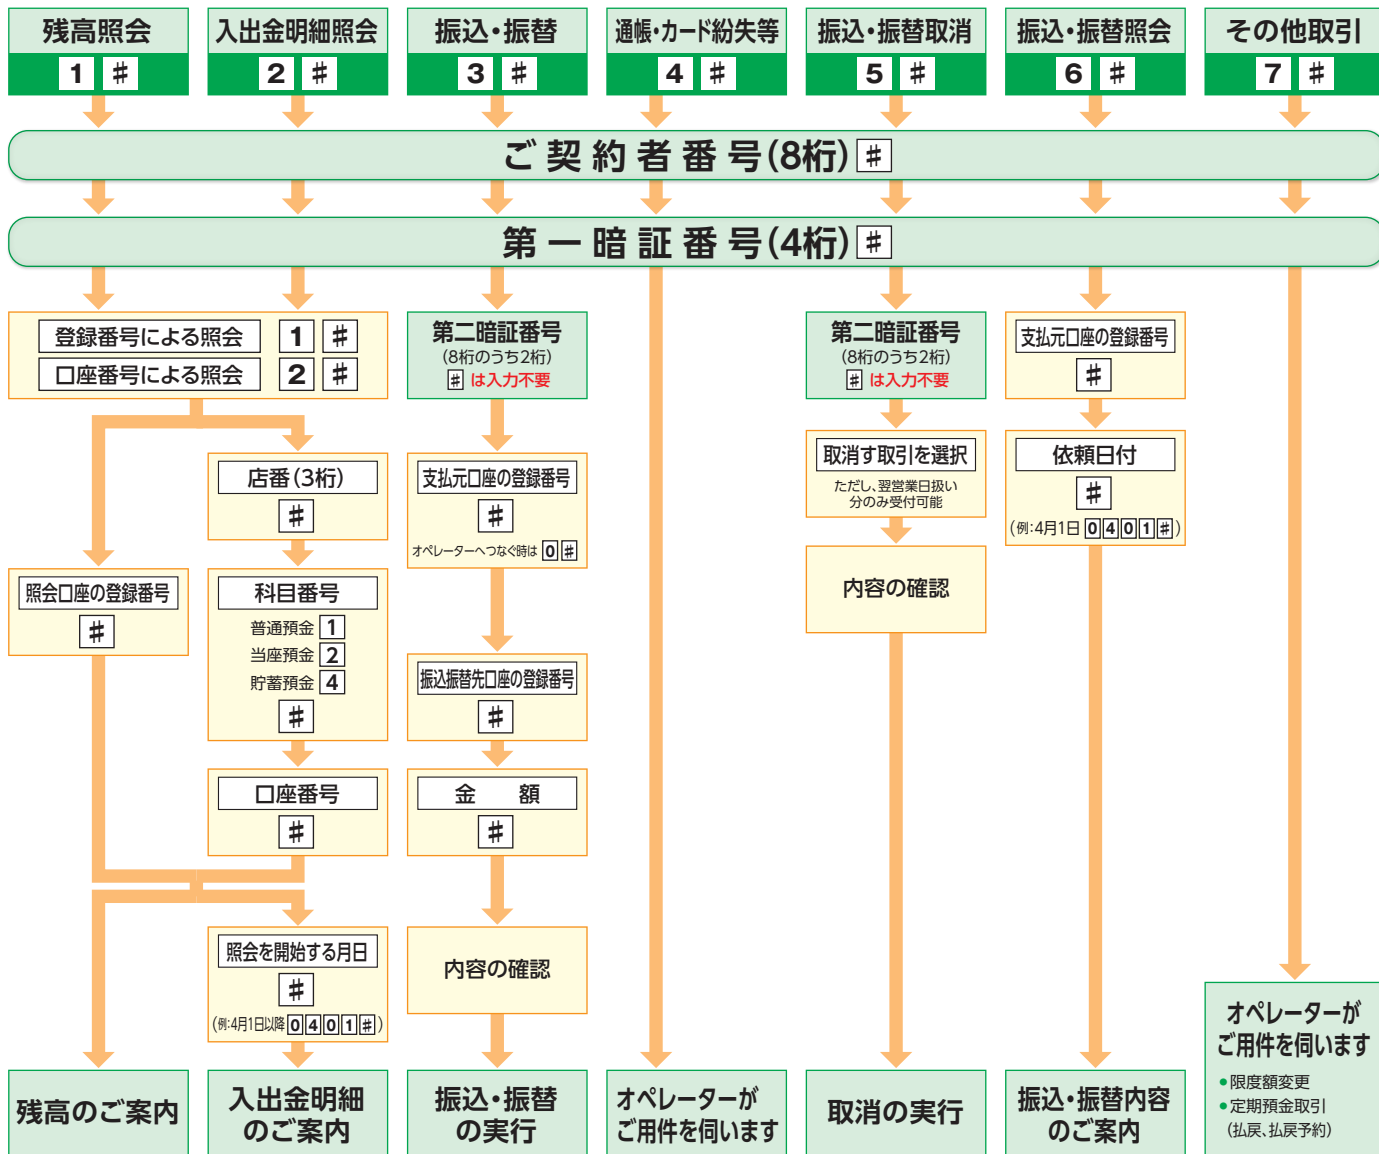 残高照会
1 #
入出金明細照会
2 #
振込・振替
3 #
通帳・カード紛失等
4 #
振込・振替取消
5 #
振込・振替照会
6 #
その他取引
7 #
ご契約者番号(8桁) #
第一暗証番号(4桁) #
登録番号による照会 1 #
口座番号による照会 2 #
照会口座の登録番号
#
店番(3桁)
#
科目番号
普通預金 1
当座預金 2
貯蓄預金 4
#
口座番号
#
照会を開始する月日
#
(例:4月1日以降 0 4 0 1 #)
第二暗証番号
(8桁のうち2桁)
# は入力不要
支払元口座の登録番号
#
オペレーターへつなぐ時は 0 #
振込振替先口座の登録番号
#
金 額
#
内容の確認
第二暗証番号
(8桁のうち2桁)
# は入力不要
取消す取引を選択
ただし、翌営業日扱い
分のみ受付可能
内容の確認
支払元口座の登録番号
#
依頼日付
#
(例:4月1日 0 4 0 1 #)
残高のご案内
入出金明細
のご案内
振込・振替
の実行
オペレーターが
ご用件を伺います
取消の実行
振込・振替内容
のご案内
オペレーターが
ご用件を伺います
●限度額変更
●定期預金取引
(払戻、払戻予約)